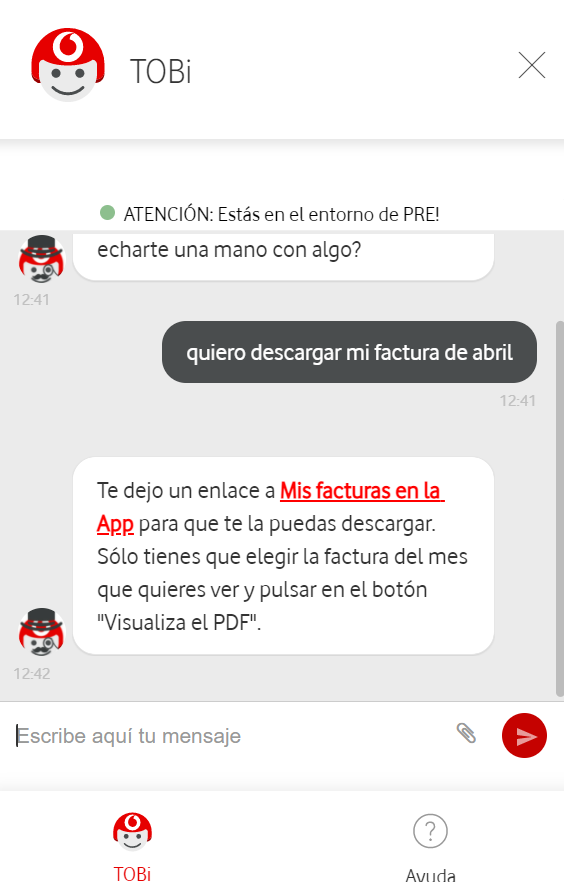 TOBi
ATENCIÓN: Estás en el entorno de PRE!
echarte una mano con algo?
12:41
quiero descargar mi factura de abril
12:41
Te dejo un enlace a Mis facturas en la
App para que te la puedas descargar.
Sólo tienes que elegir la factura del mes
que quieres ver y pulsar en el botón
"Visualiza el PDF".
12:42
Escribe aquí tu mensaje
?
TOBi
Ayuda